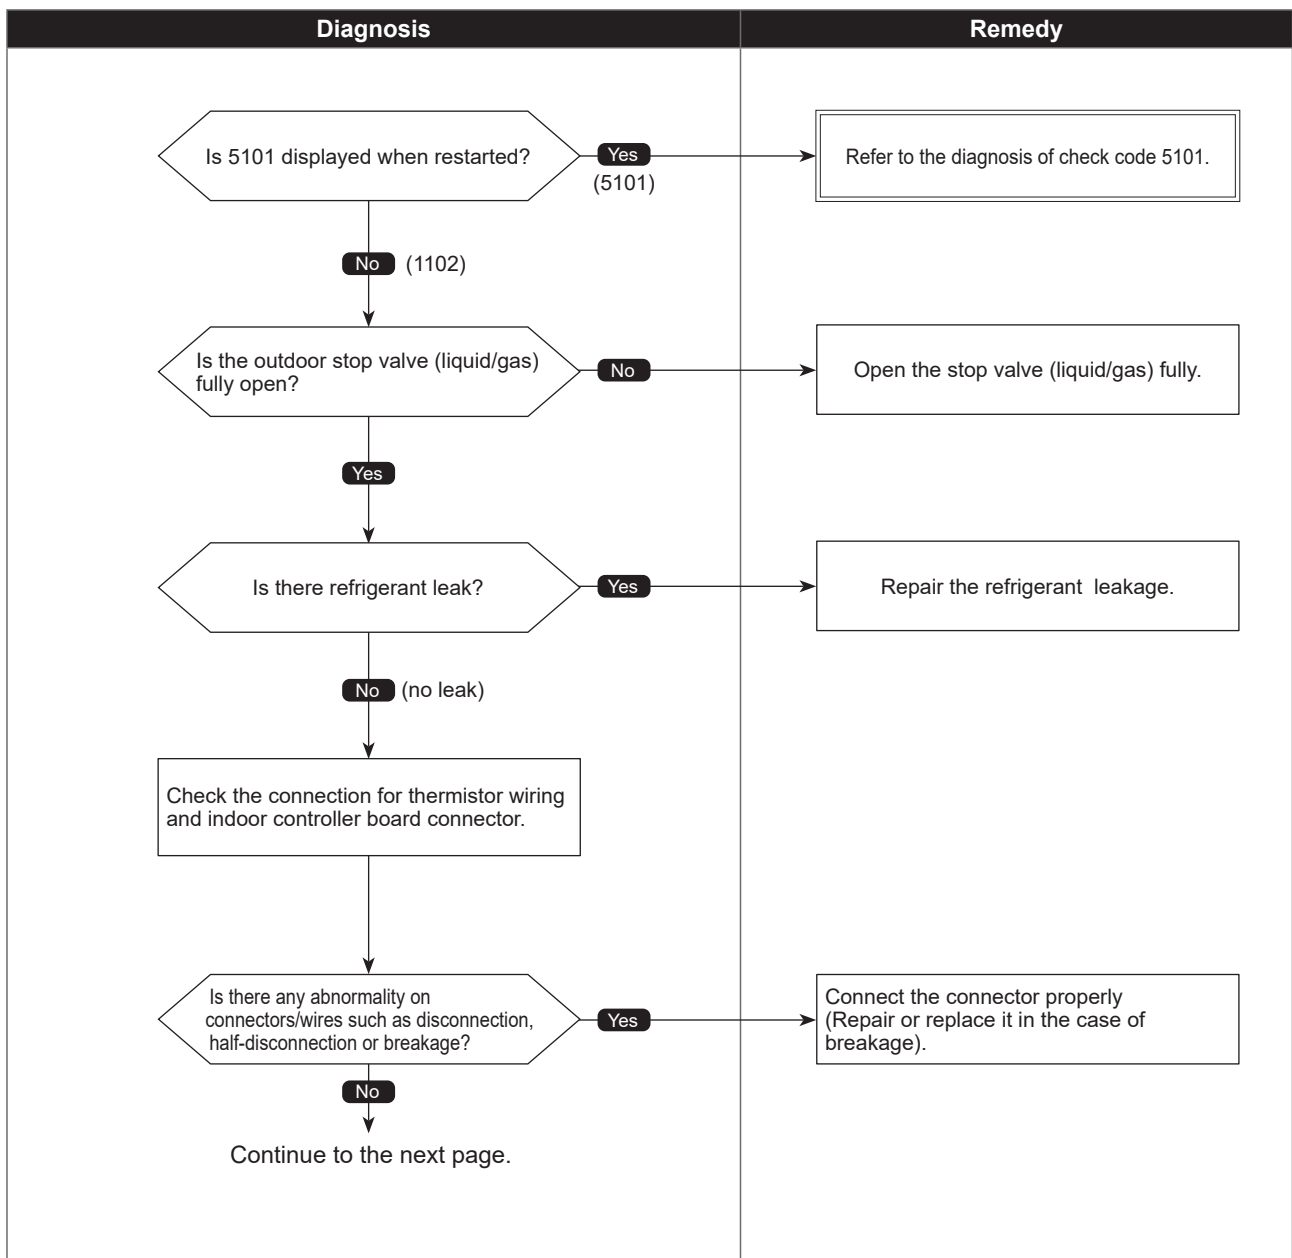 Diagnosis
Remedy
Is 5101 displayed when restarted?
Yes
(5101)
Refer to the diagnosis of check code 5101.
No (1102)
Is the outdoor stop valve (liquid/gas)
fully open?
No
Open the stop valve (liquid/gas) fully.
Yes
Is there refrigerant leak?
Yes
Repair the refrigerant leakage.
No (no leak)
Check the connection for thermistor wiring
and indoor controller board connector.
Is there any abnormality on
connectors/wires such as disconnection,
half-disconnection or breakage?
Yes
Connect the connector properly
(Repair or replace it in the case of
breakage).
No
Continue to the next page.